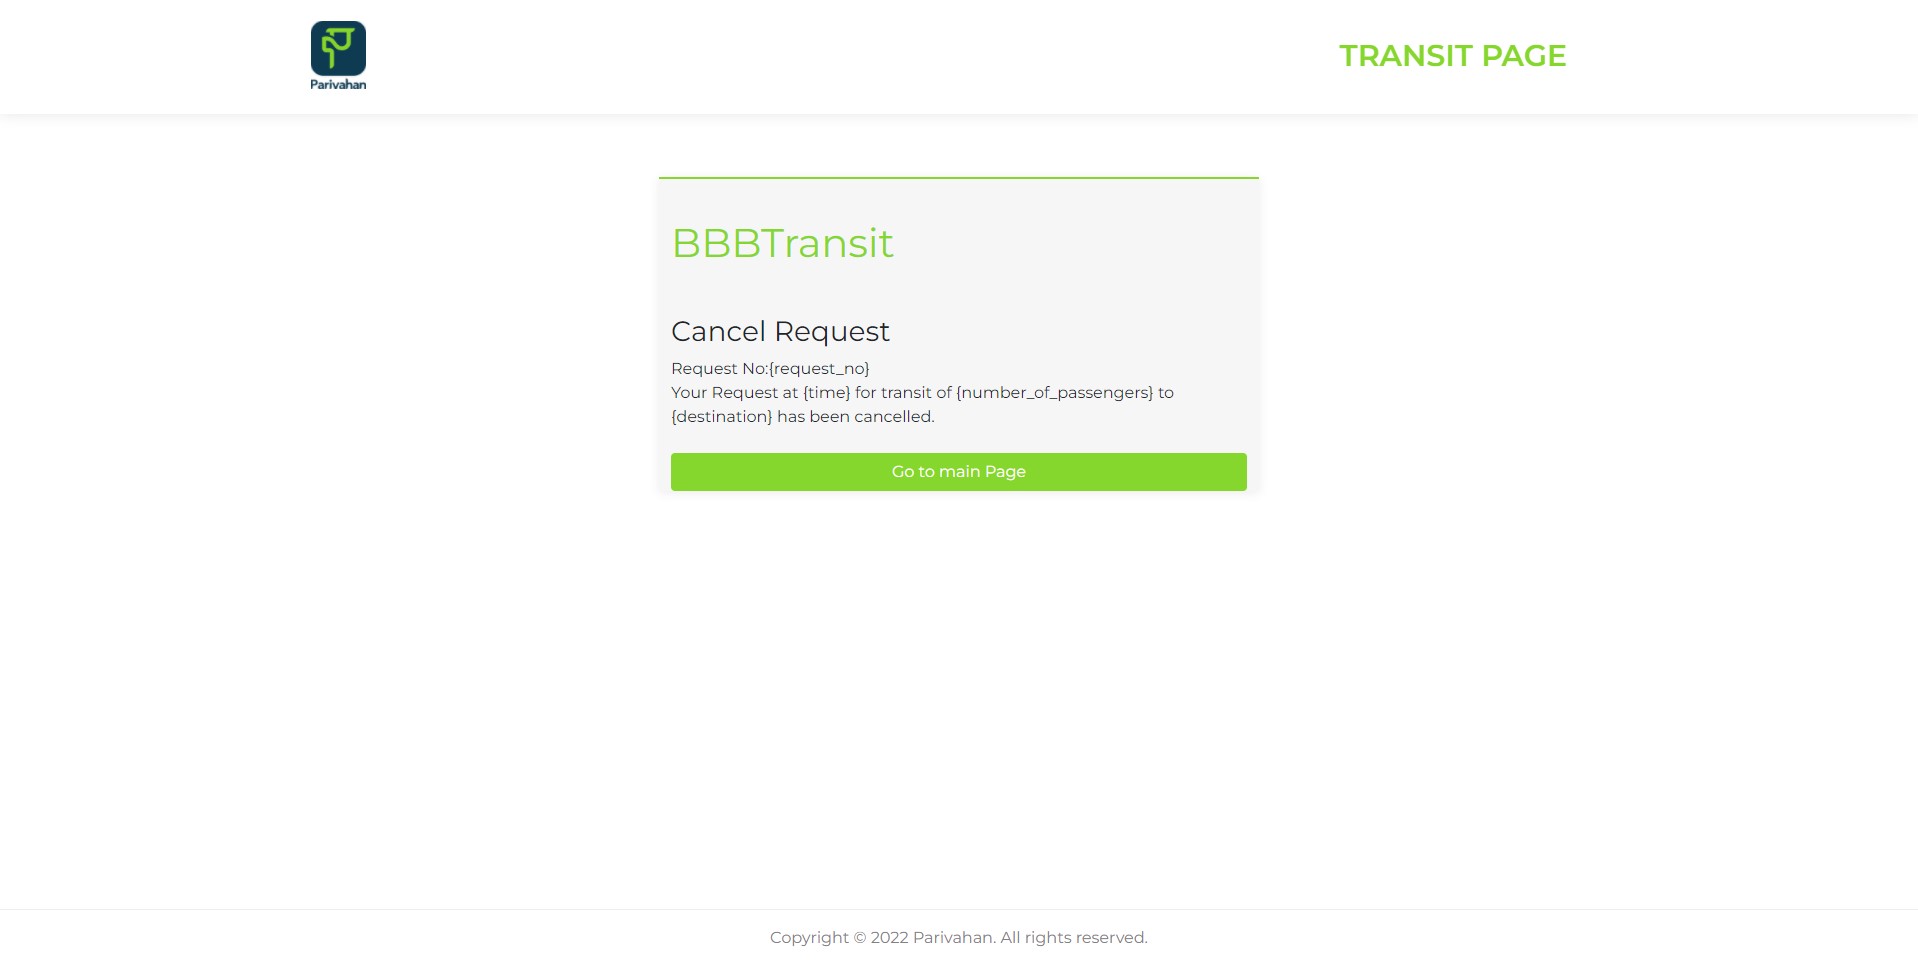 Parivahan
TRANSIT PAGE
BBBTransit
Cancel Request
Request No:{request_no}
Your Request at {time} for transit of {number_of_passengers} to
{destination} has been cancelled.
Go to main Page
Copyright © 2022 Parivahan. All rights reserved.